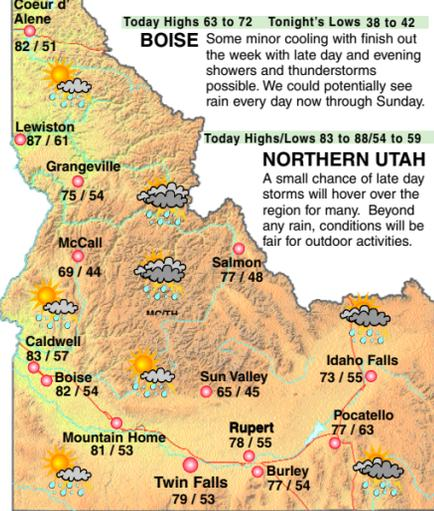 Coeur d'
Alene
82 / 51
Today Highs 63 to 72 Tonight's Lows 38 to 42
BOISE Some minor cooling with finish out
the week with late day and evening
showers and thunderstorms
possible. We could potentially see
rain every day now through Sunday.
Lewiston
87 / 61
Today Highs/Lows 83 to 88/54 to 59
NORTHERN UTAH
A small chance of late day
storms will hover over the
region for many. Beyond
any rain, conditions will be
fair for outdoor activities.
Grangeville
75 / 54
McCall
69 / 44
Salmon
77 / 48
MO/TH
Caldwell
83 / 57
Boise
82 / 54
Sun Valley
65 / 45
Idaho Falls
73 / 55
Pocatello
77 / 63
Mountain Home
81 / 53
Rupert
78 / 55
Burley
77 / 54
Twin Falls
79 / 53